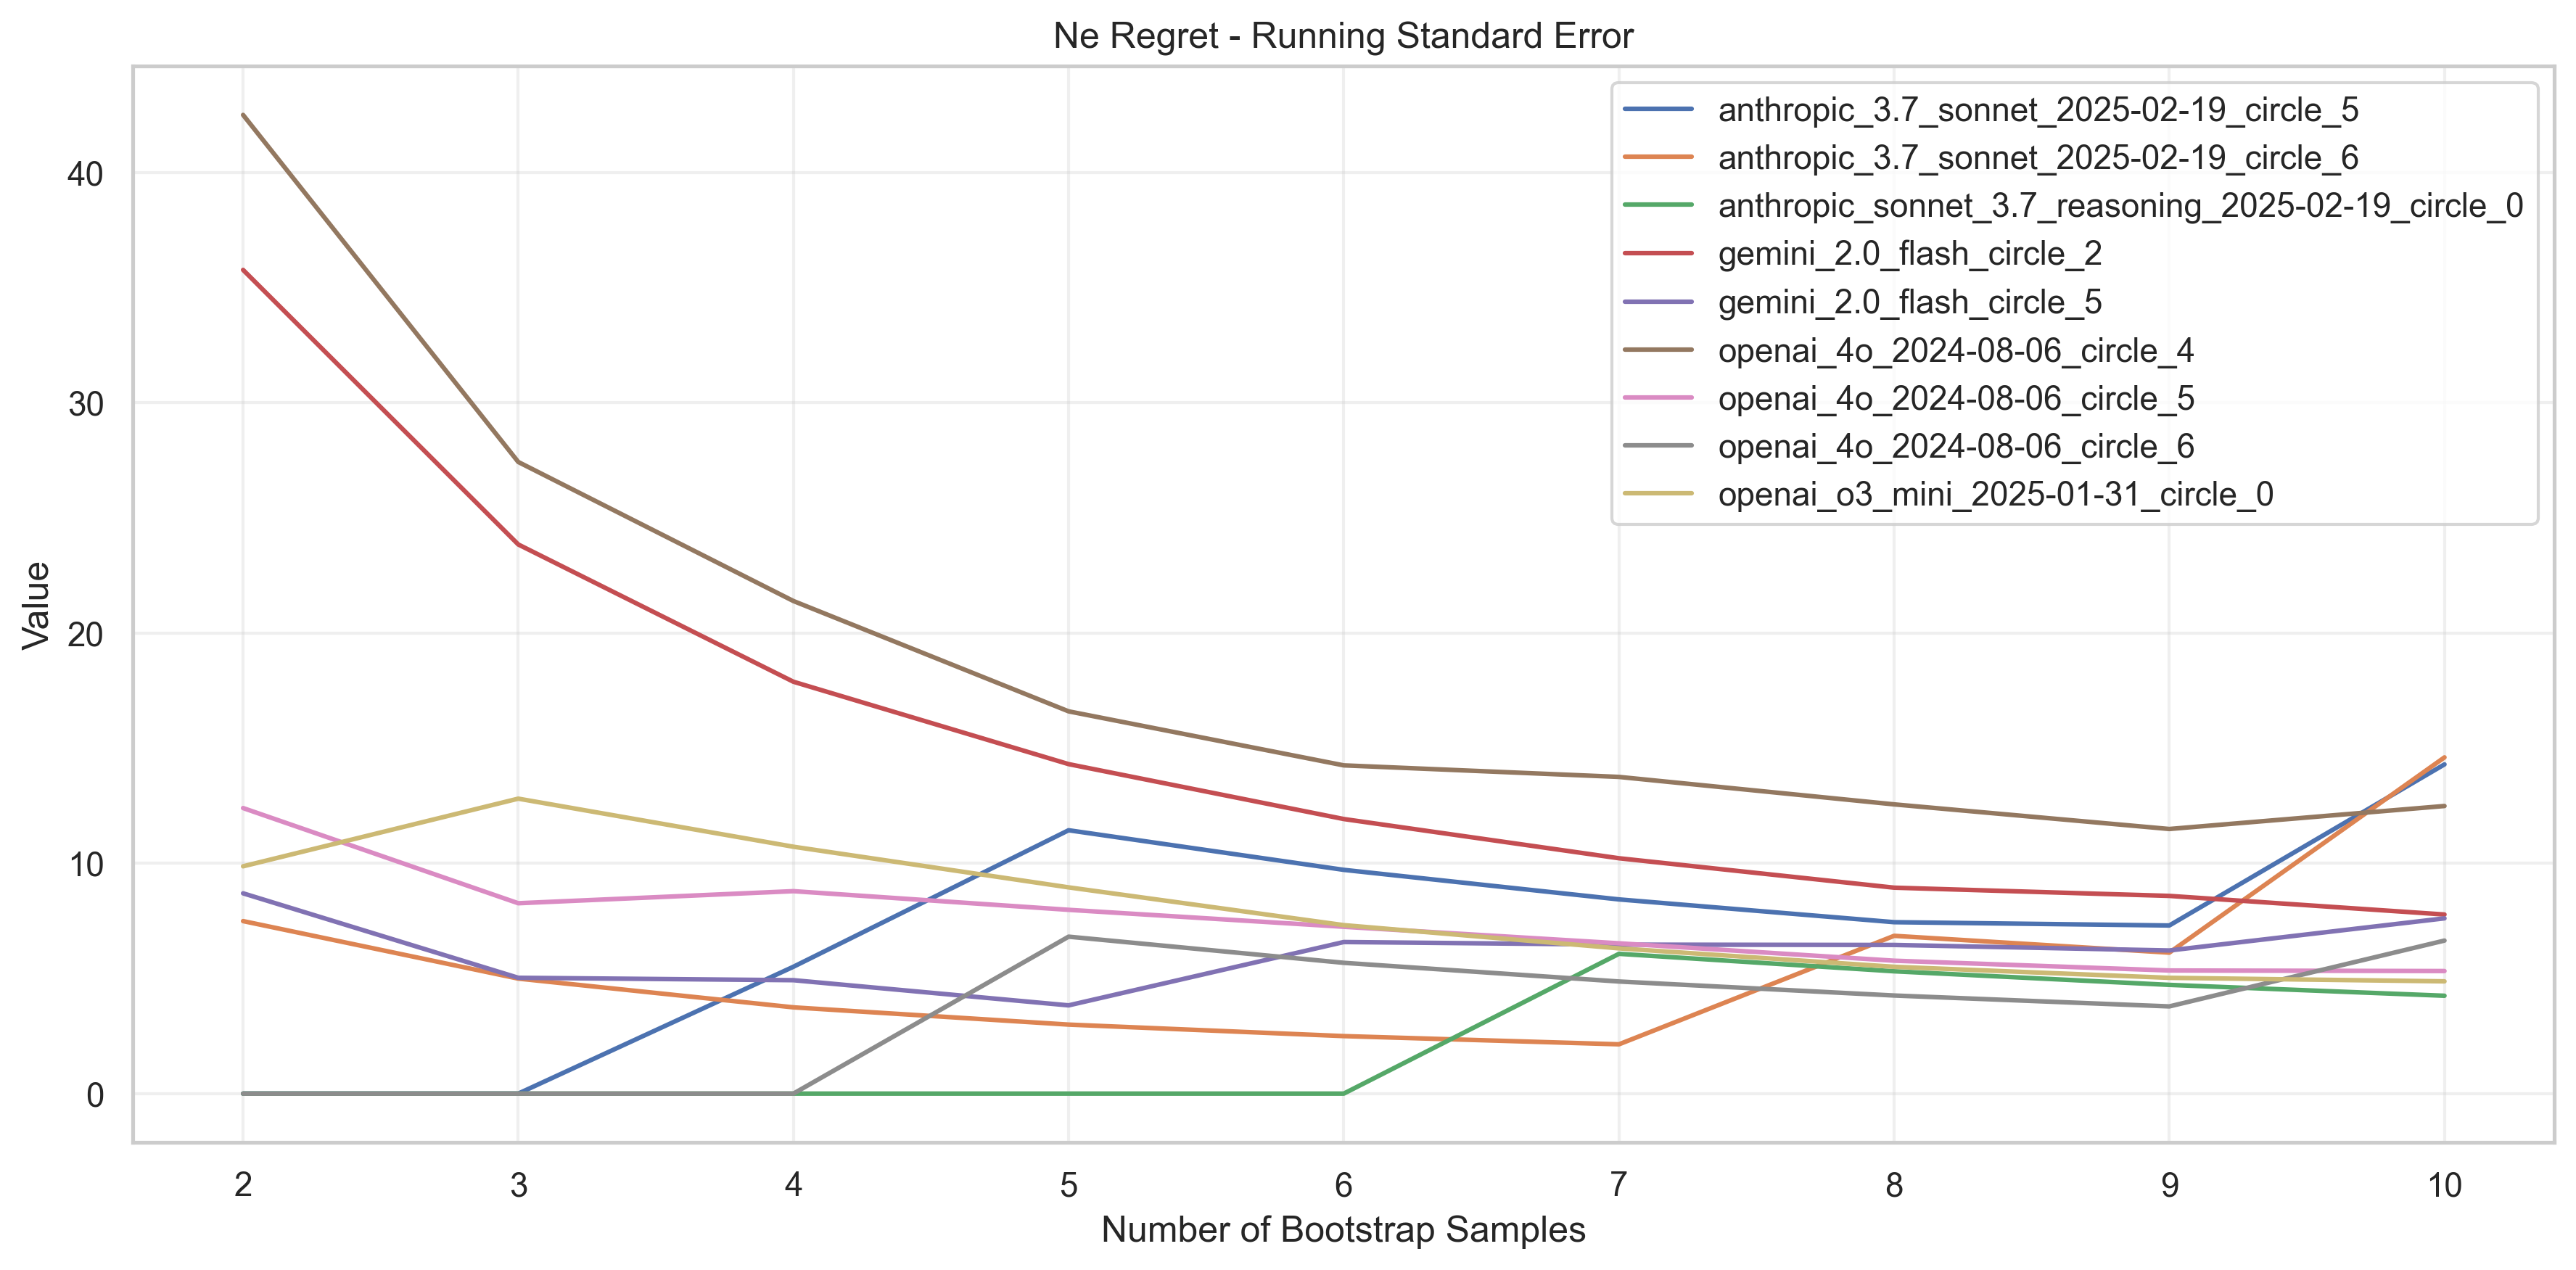 Ne Regret - Running Standard Error
anthropic_3.7_sonnet_2025-02-19_circle_5
anthropic_3.7_sonnet_2025-02-19_circle_6
anthropic_sonnet_3.7_reasoning_2025-02-19_circle_0
gemini_2.0_flash_circle_2
gemini_2.0_flash_circle_5
openai_4o_2024-08-06_circle_4
openai_4o_2024-08-06_circle_5
openai_4o_2024-08-06_circle_6
openai_o3_mini_2025-01-31_circle_0
Value
40
30
20
10
0
2 3 4 5 6 7 8 9 10
Number of Bootstrap Samples